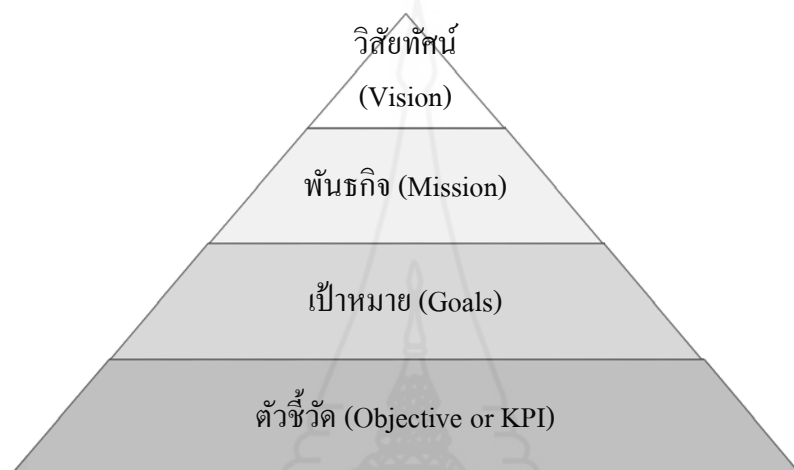 วิสัยทัศน์
(Vision)
พันธกิจ (Mission)
เป้าหมาย (Goals)
ตัวชี้วัด (Objective or KPI)